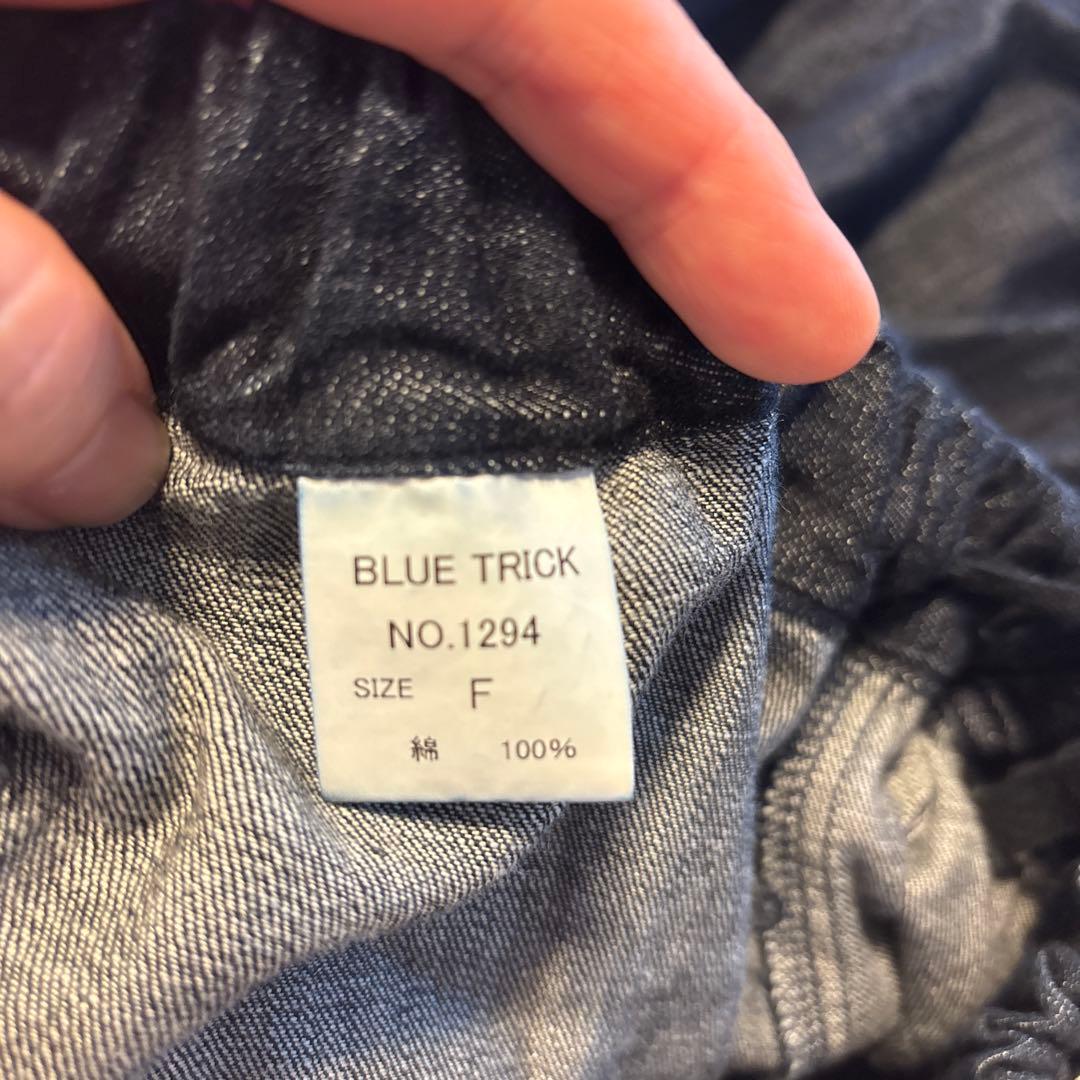 BLUE TRICK
NO.1294
SIZE F
綿 100%